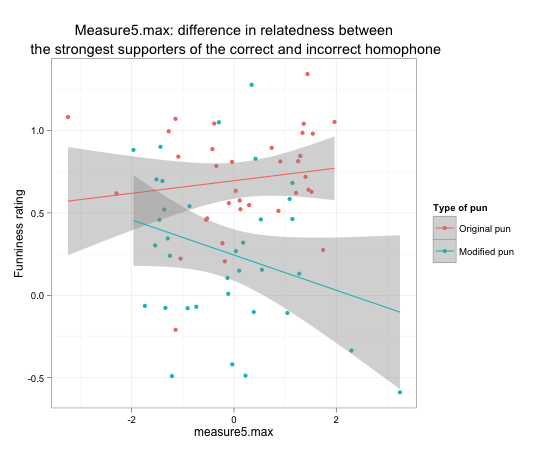 Measure5.max: difference in relatedness between
the strongest supporters of the correct and incorrect homophone
Funniness rating
1.0
0.5
0.0
-0.5
-2
0
2
measure5.max
Type of pun
Original pun
Modified pun